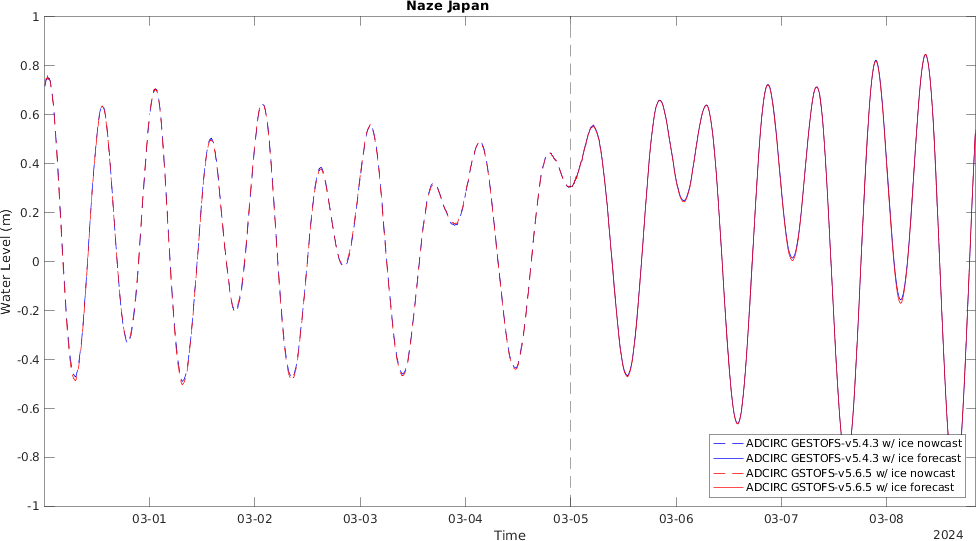 Naze Japan
1
0.8
0.6
0.4
0.2
0
-0.2
-0.4
-0.6
-0.8
-1
Water Level (m)
03-01 03-02 03-03 03-04 03-05 03-06 03-07 03-08
Time
2024
ADCIRC GESTOFS-v5.4.3 w/ ice nowcast
ADCIRC GESTOFS-v5.4.3 w/ ice forecast
ADCIRC GSTOFS-v5.6.5 w/ ice nowcast
ADCIRC GSTOFS-v5.6.5 w/ ice forecast